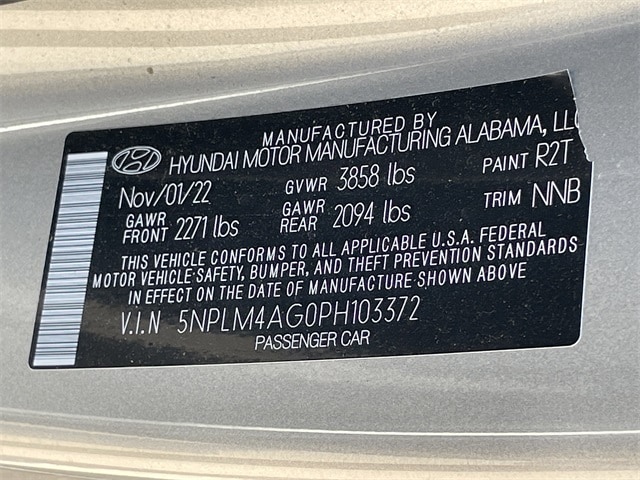 MANUFACTURED BY
HYUNDAI MOTOR MANUFACTURING ALABAMA, LLC
Nov/01/22 GVWR 3858 lbs PAINT R2T
GAWR FRONT 2271 lbs GAWR REAR 2094 lbs TRIM NNB
THIS VEHICLE CONFORMS TO ALL APPLICABLE U.S.A. FEDERAL
MOTOR VEHICLE SAFETY, BUMPER, AND THEFT PREVENTION STANDARDS
IN EFFECT ON THE DATE OF MANUFACTURE SHOWN ABOVE
V.I.N 5NPLM4AG0PH103372
PASSENGER CAR